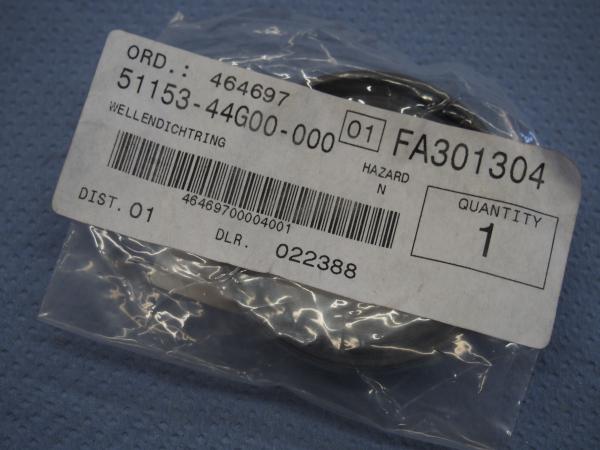 ORD.: 464697
51153-44G00-000 01 FA301304
WELLENDICHTRING
HAZARD
N
46469700004001
QUANTITY
1
DIST. 01
DLR. 022388